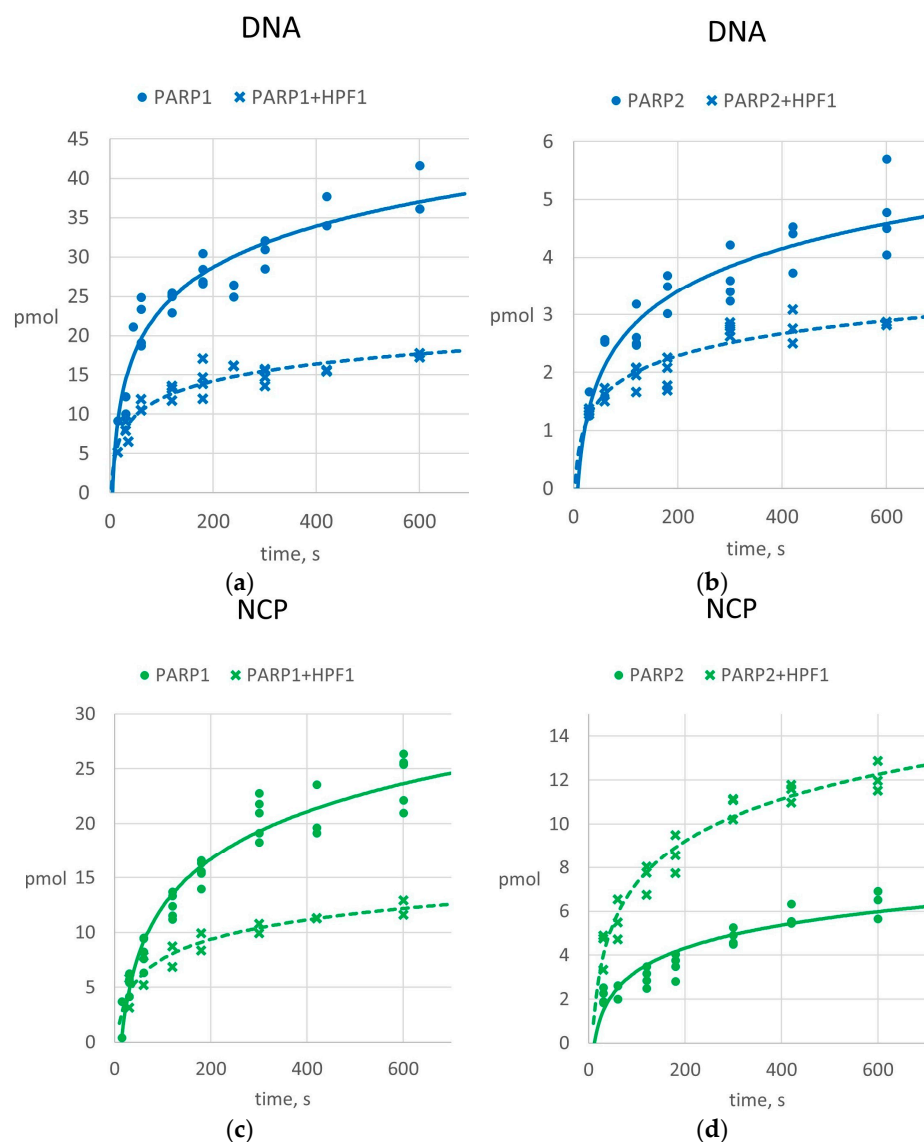 DNA
PARP1 PARP1+HPF1
45
40
35
30
25
20
15
10
5
0
pmol
0 200 400 600
time, s
(a)
DNA
PARP2 PARP2+HPF1
6
5
4
3
2
1
0
pmol
0 200 400 600
time, s
(b)
NCP
PARP1 PARP1+HPF1
30
25
20
15
10
5
0
pmol
0 200 400 600
time, s
(c)
NCP
PARP2 PARP2+HPF1
14
12
10
8
6
4
2
0
pmol
0 200 400 600
time, s
(d)